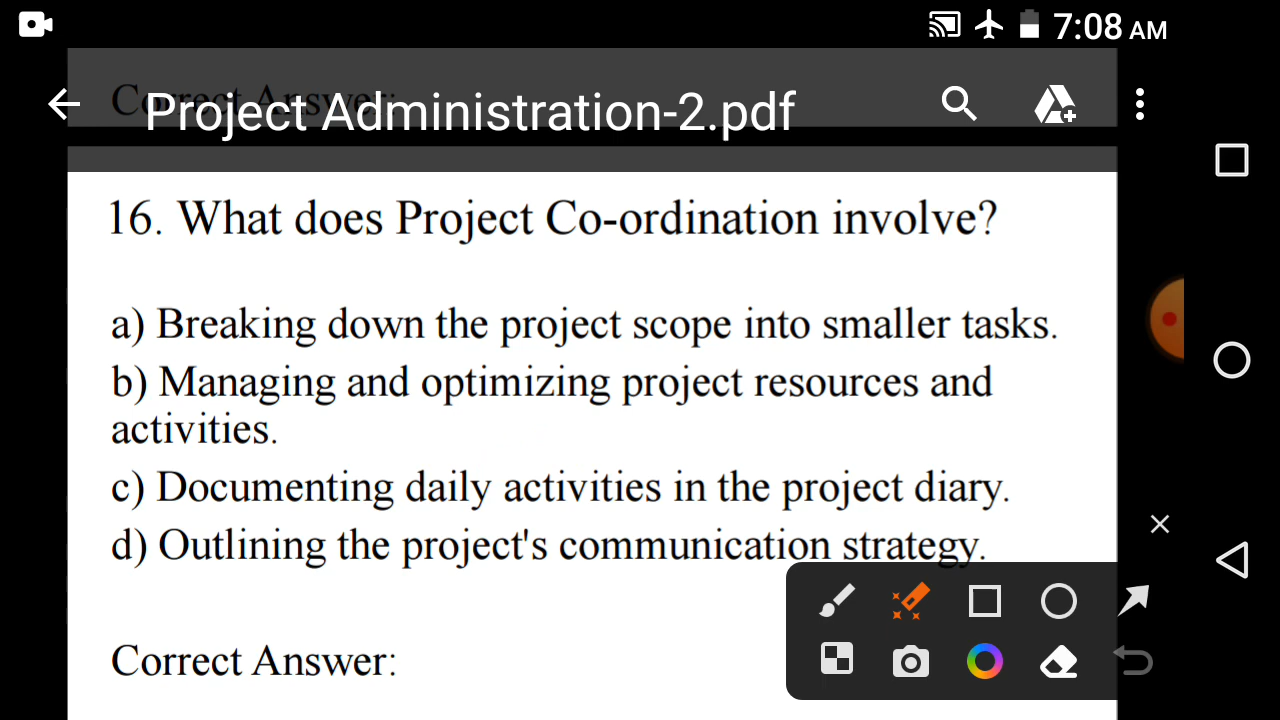 7:08 AM
Correct Answer:
Project Administration-2.pdf
16. What does Project Co-ordination involve?
a) Breaking down the project scope into smaller tasks.
b) Managing and optimizing project resources and
activities.
c) Documenting daily activities in the project diary.
d) Outlining the project's communication strategy.
Correct Answer: